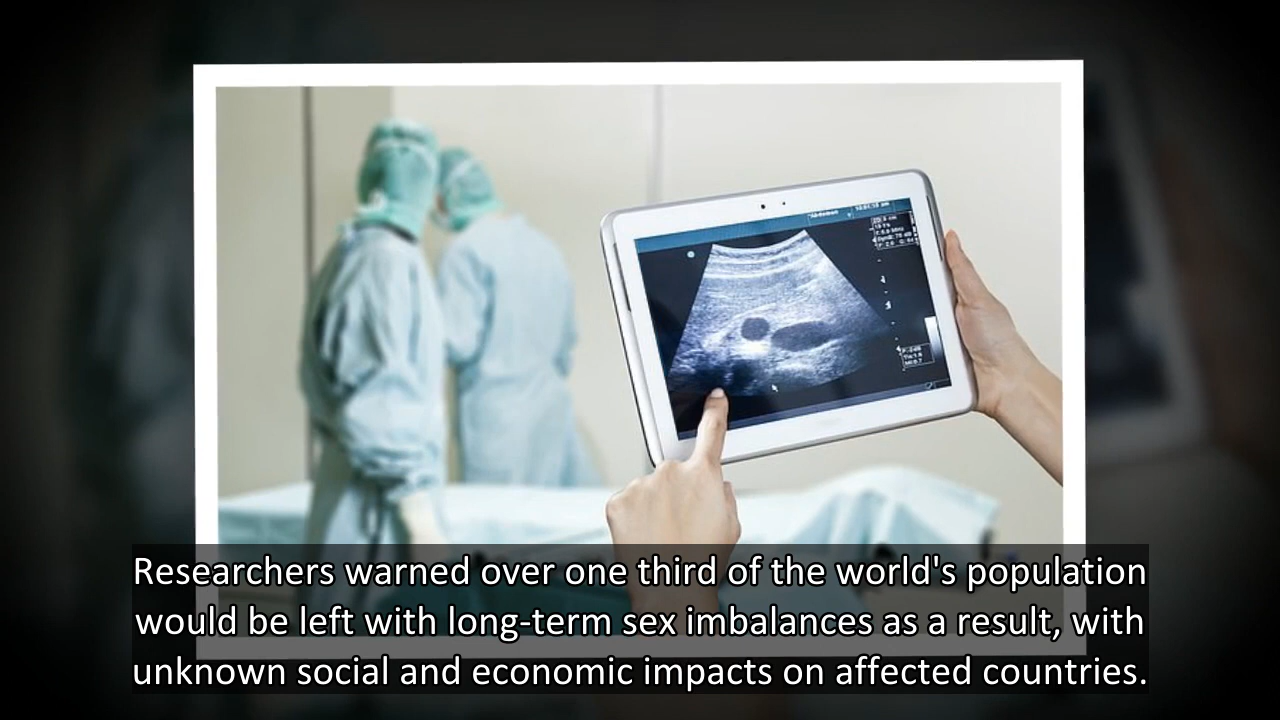 *Abdomen
Researchers warned over one third of the world's population
would be left with long-term sex imbalances as a result, with
unknown social and economic impacts on affected countries.